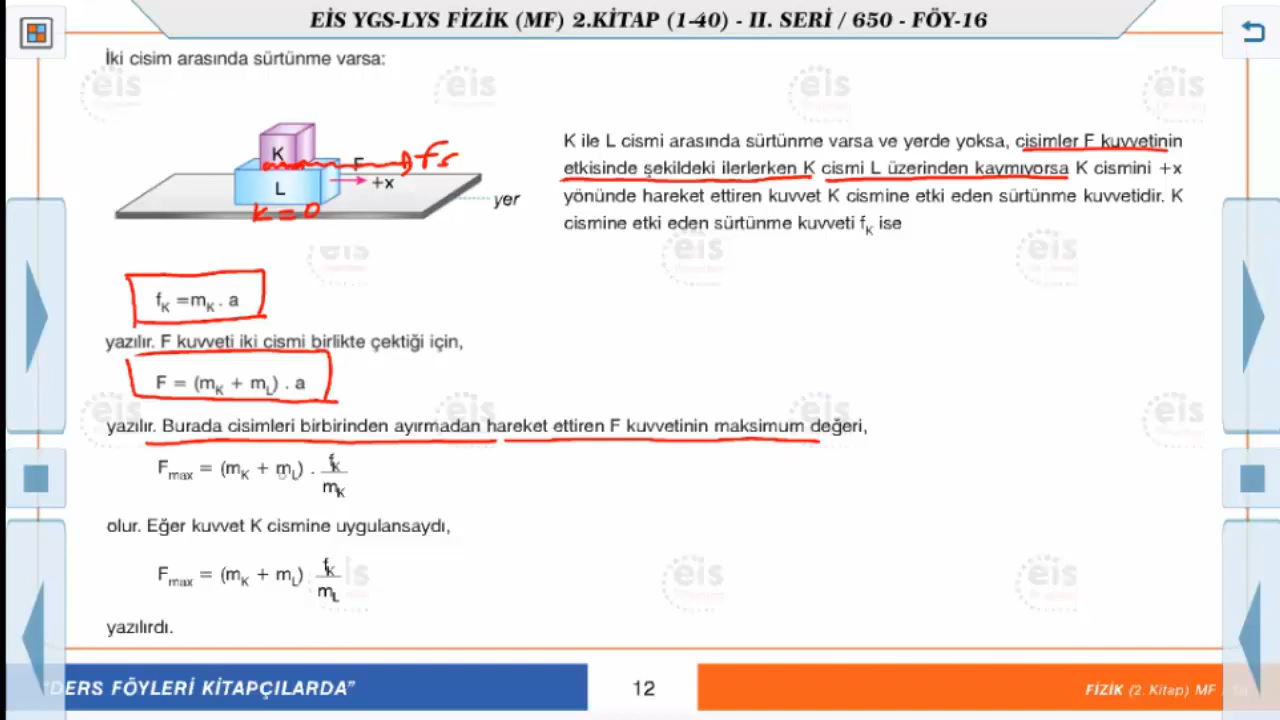 EİS YGS-LYS FİZİK (MF) 2.KİTAP (1-40) - II. SERİ / 650 - FÖY-16
İki cisim arasında sürtünme varsa:
K
F
fs
L
+x
k = 0
yer
K ile L cismi arasında sürtünme varsa ve yerde yoksa, cisimler F kuvvetinin
etkisinde şekildeki ilerlerken K cismi L üzerinden kaymıyorsa K cismini +x
yönünde hareket ettiren kuvvet K cismine etki eden sürtünme kuvvetidir. K
cismine etki eden sürtünme kuvveti fK ise
fK =mK . a
yazılır. F kuvveti iki cismi birlikte çektiği için,
F = (mK + mL) . a
yazılır. Burada cisimleri birbirinden ayırmadan hareket ettiren F kuvvetinin maksimum değeri,
Fmax = (mK + mL) . fK / mK
olur. Eğer kuvvet K cismine uygulansaydı,
Fmax = (mK + mL) fK / mL
yazılırdı.
"DERS FÖYLERİ KİTAPÇILARDA"
12
FİZİK (2. Kitap) MF
eis